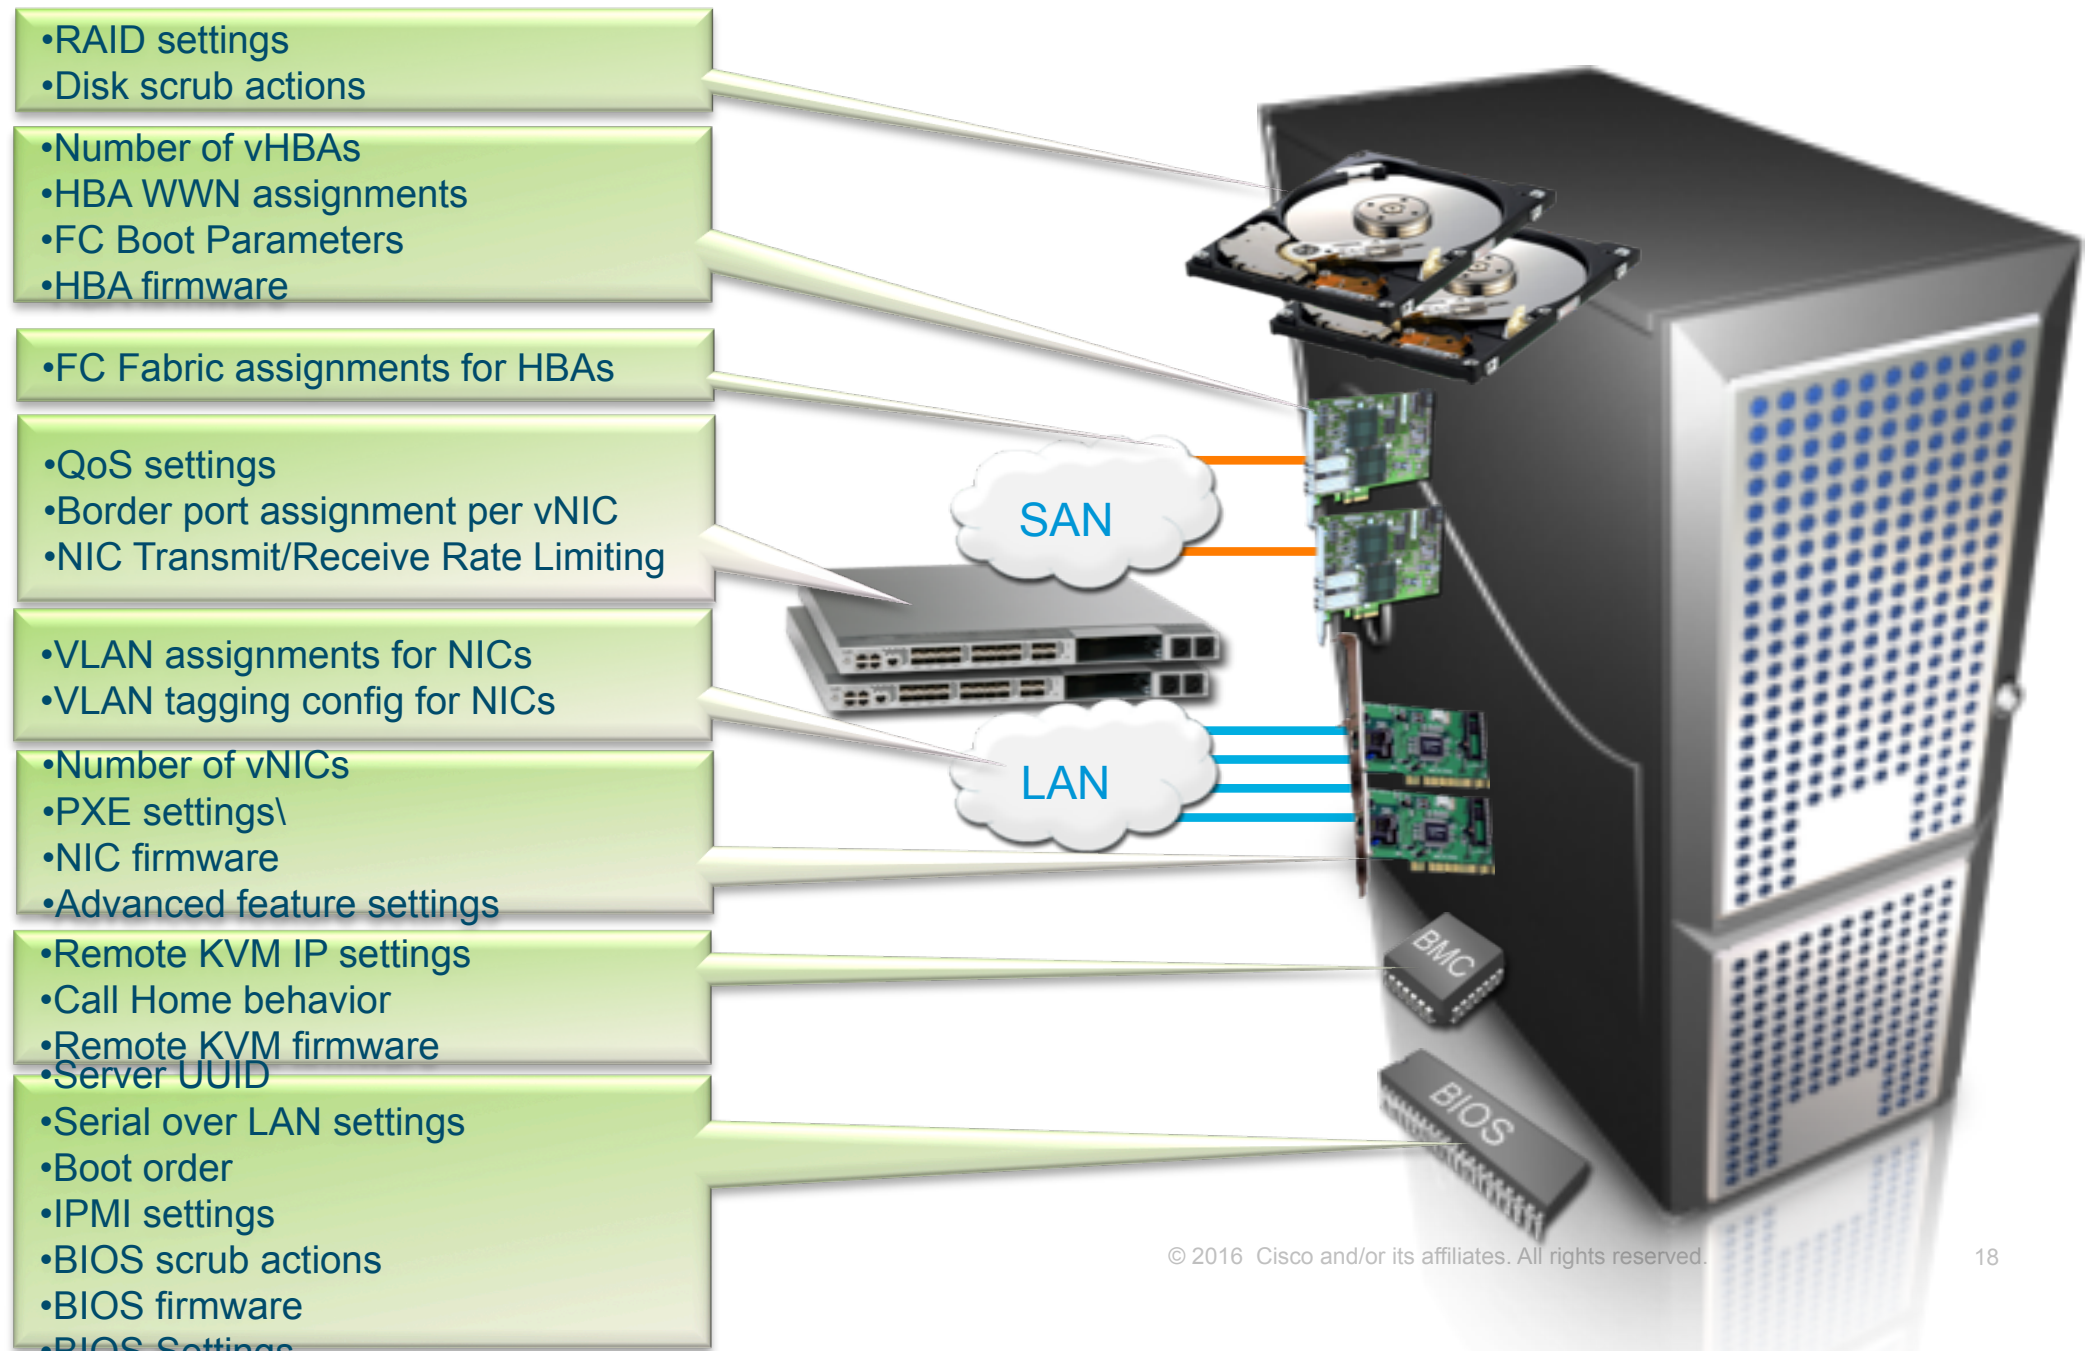 •RAID settings
•Disk scrub actions
•Number of vHBAs
•HBA WWN assignments
•FC Boot Parameters
•HBA firmware
•FC Fabric assignments for HBAs
•QoS settings
•Border port assignment per vNIC
•NIC Transmit/Receive Rate Limiting
•VLAN assignments for NICs
•VLAN tagging config for NICs
•Number of vNICs
•PXE settings\
•NIC firmware
•Advanced feature settings
•Remote KVM IP settings
•Call Home behavior
•Remote KVM firmware
•Server UUID
•Serial over LAN settings
•Boot order
•IPMI settings
•BIOS scrub actions
•BIOS firmware
•BIOS Settings
SAN
LAN
BMC
BIOS
© 2016 Cisco and/or its affiliates. All rights reserved.
18